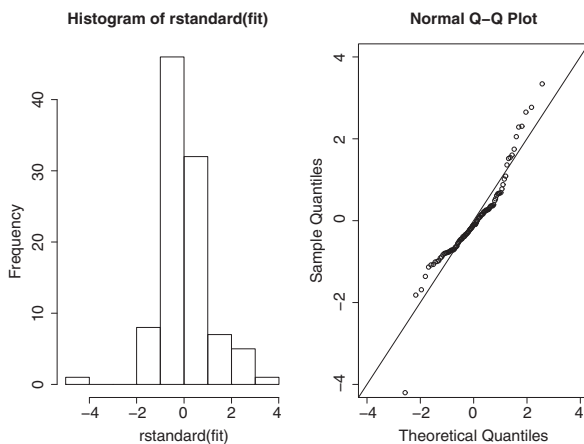 Histogram of rstandard(fit)
Frequency
0 10 20 30 40
−4 −2 0 2 4
rstandard(fit)
Normal Q−Q Plot
Sample Quantiles
−4 −2 0 2 4
−4 −2 0 2 4
Theoretical Quantiles